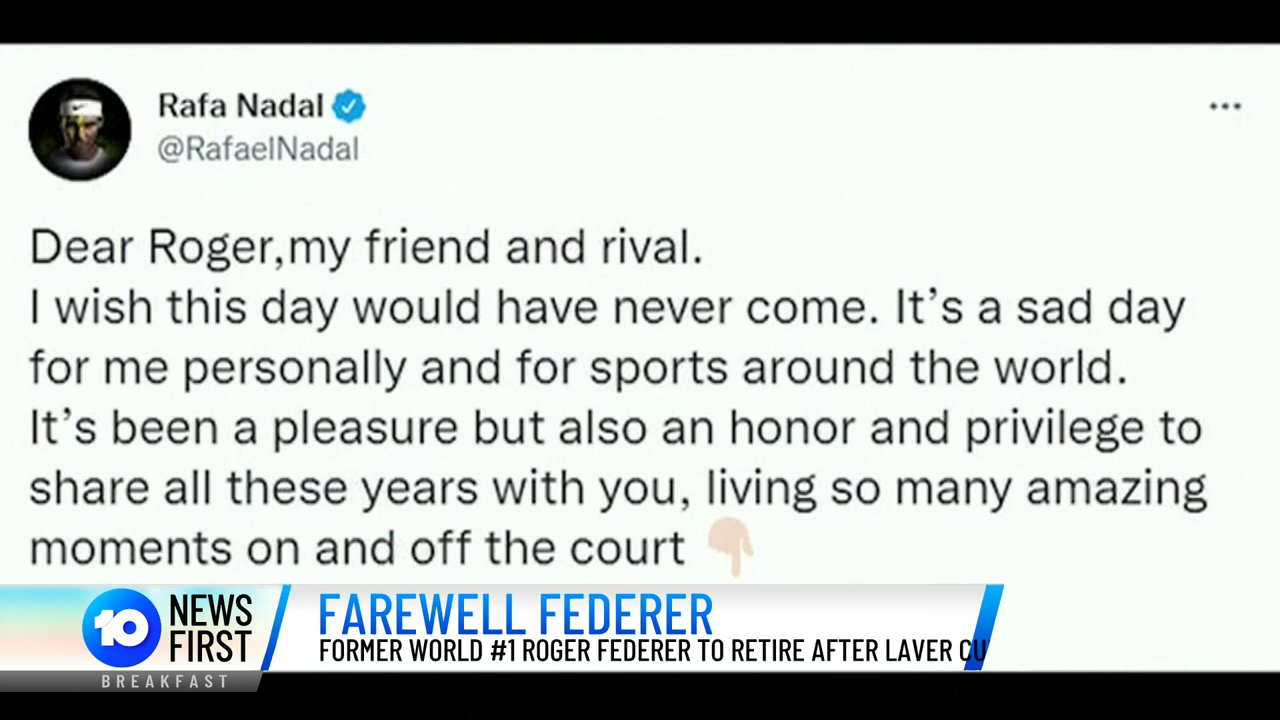 Rafa Nadal
@RafaelNadal
Dear Roger,my friend and rival.
I wish this day would have never come. It’s a sad day
for me personally and for sports around the world.
It’s been a pleasure but also an honor and privilege to
share all these years with you, living so many amazing
moments on and off the court 👇🏻
10 NEWS FIRST
BREAKFAST
FAREWELL FEDERER
FORMER WORLD #1 ROGER FEDERER TO RETIRE AFTER LAVER CU